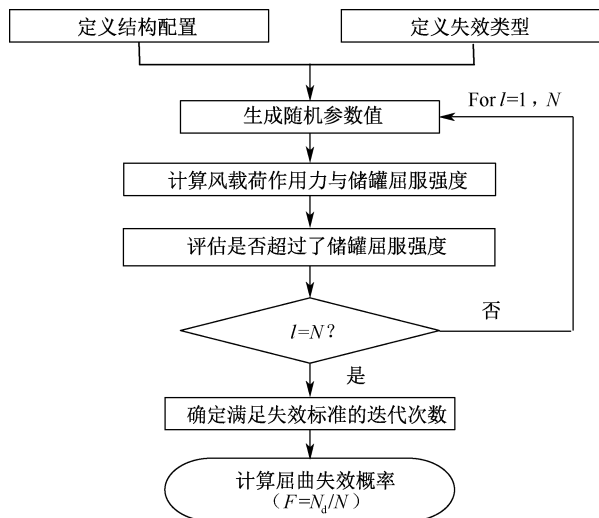 定义结构配置
定义失效类型
生成随机参数值
For l=1，N
计算风载荷作用力与储罐屈服强度
评估是否超过了储罐屈服强度
l=N?
否
是
确定满足失效标准的迭代次数
计算屈曲失效概率
（F=Nd/N）